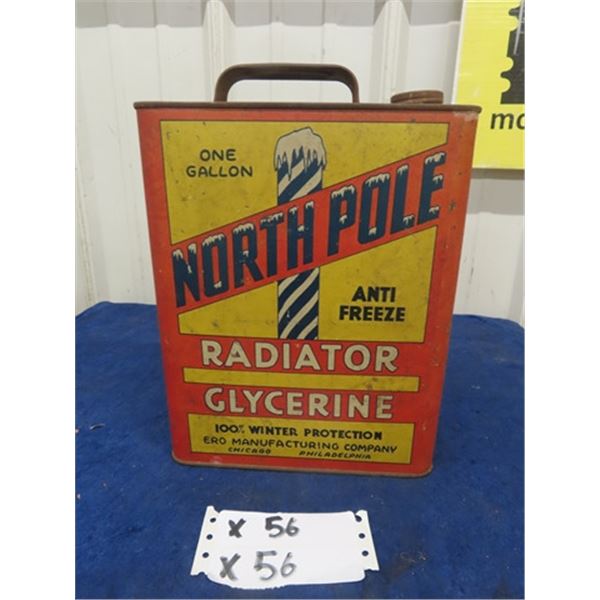 ONE
GALLON
NORTH POLE
ANTI
FREEZE
RADIATOR
GLYCERINE
100% WINTER PROTECTION
ERO MANUFACTURING COMPANY
CHICAGO PHILADELPHIA
X 56
X 56